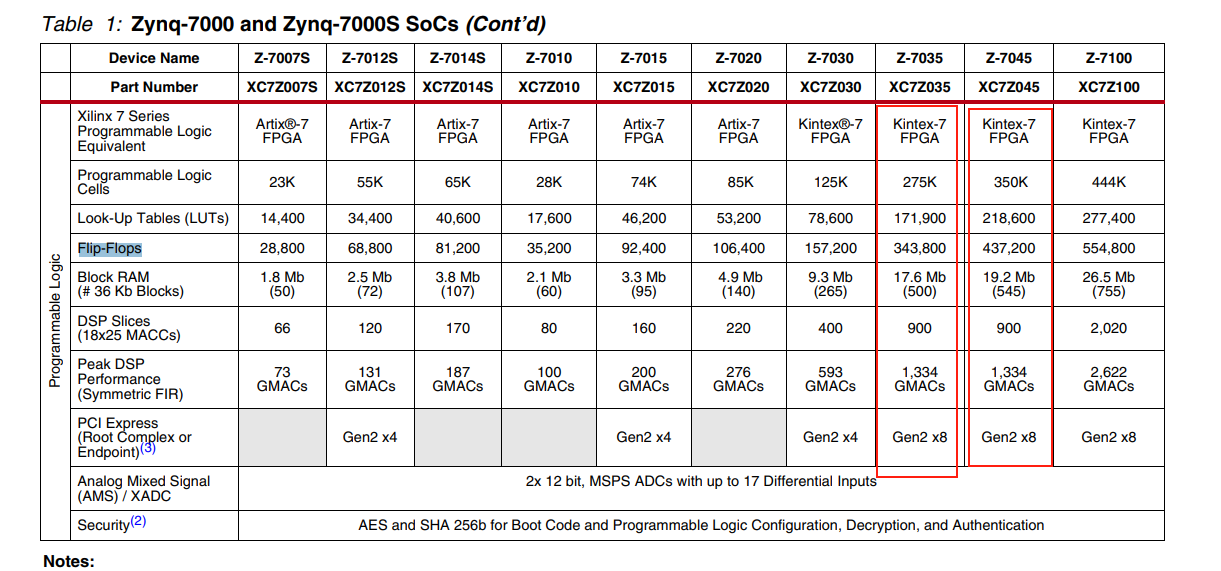 Table 1: Zynq-7000 and Zynq-7000S SoCs (Cont'd)
Device Name Z-7007S Z-7012S Z-7014S Z-7010 Z-7015 Z-7020 Z-7030 Z-7035 Z-7045 Z-7100
Part Number XC7Z007S XC7Z012S XC7Z014S XC7Z010 XC7Z015 XC7Z020 XC7Z030 XC7Z035 XC7Z045 XC7Z100
Programmable Logic
Xilinx 7 Series
Programmable Logic
Equivalent
Artix®-7 Artix-7 Artix-7 Artix-7 Artix-7 Artix-7 Kintex®-7 Kintex-7 Kintex-7 Kintex-7
FPGA FPGA FPGA FPGA FPGA FPGA FPGA FPGA FPGA FPGA
Programmable Logic
Cells
23K 55K 65K 28K 74K 85K 125K 275K 350K 444K
Look-Up Tables (LUTs) 14,400 34,400 40,600 17,600 46,200 53,200 78,600 171,900 218,600 277,400
Flip-Flops 28,800 68,800 81,200 35,200 92,400 106,400 157,200 343,800 437,200 554,800
Block RAM 1.8 Mb 2.5 Mb 3.8 Mb 2.1 Mb 3.3 Mb 4.9 Mb 9.3 Mb 17.6 Mb 19.2 Mb 26.5 Mb
(# 36 Kb Blocks) (50) (72) (107) (60) (95) (140) (265) (500) (545) (755)
DSP Slices
(18x25 MACCs)
66 120 170 80 160 220 400 900 900 2,020
Peak DSP
Performance
(Symmetric FIR)
73 131 187 100 200 276 593 1,334 1,334 2,622
GMACs GMACs GMACs GMACs GMACs GMACs GMACs GMACs GMACs GMACs
PCI Express
(Root Complex or
Endpoint)(3)
Gen2 x4 Gen2 x4 Gen2 x4 Gen2 x8 Gen2 x8 Gen2 x8
Analog Mixed Signal
(AMS) / XADC
2x 12 bit, MSPS ADCs with up to 17 Differential Inputs
Security(2) AES and SHA 256b for Boot Code and Programmable Logic Configuration, Decryption, and Authentication
Notes: